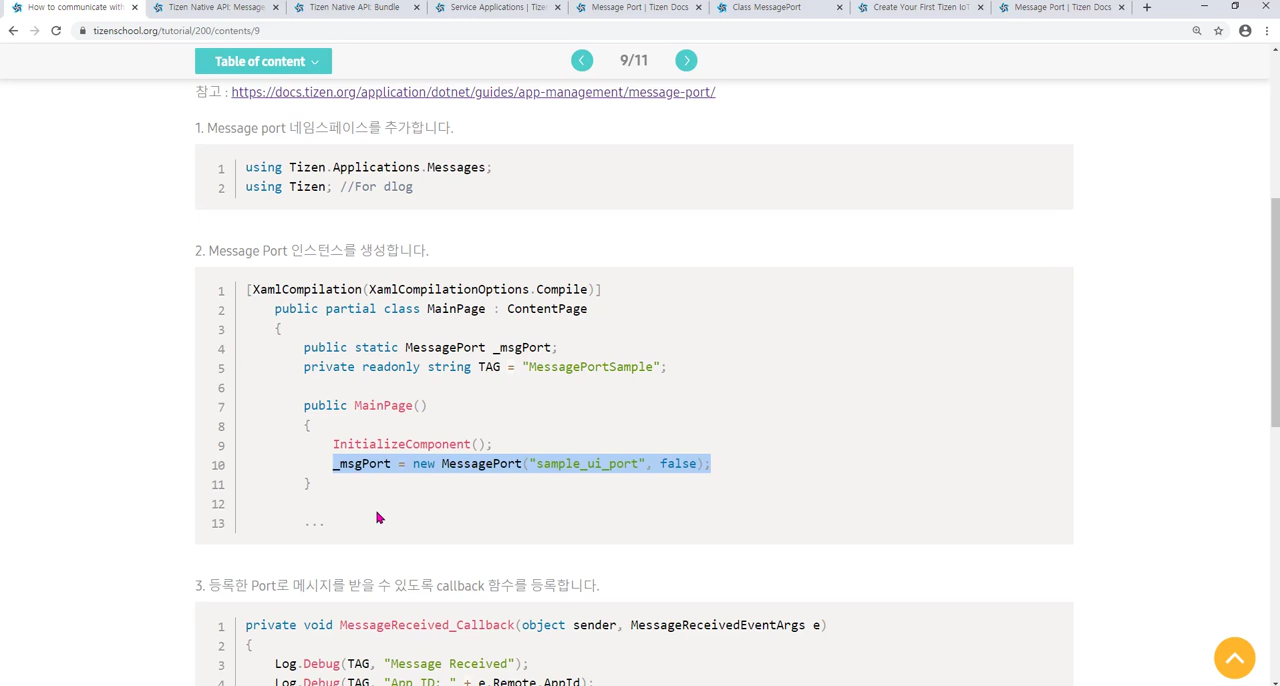 How to communicate with
Tizen Native API: Message
Tizen Native API: Bundle
Service Applications | Tize
Message Port | Tizen Docs
Class MessagePort
Create Your First Tizen IoT
Message Port | Tizen Docs
tizenschool.org/tutorial/200/contents/9
Table of content
9/11
참고 : https://docs.tizen.org/application/dotnet/guides/app-management/message-port/
1. Message port 네임스페이스를 추가합니다.
1 using Tizen.Applications.Messages;
2 using Tizen; //For dlog
2. Message Port 인스턴스를 생성합니다.
1 [XamlCompilation(XamlCompilationOptions.Compile)]
2 public partial class MainPage : ContentPage
3 {
4 public static MessagePort _msgPort;
5 private readonly string TAG = "MessagePortSample";
6
7 public MainPage()
8 {
9 InitializeComponent();
10 _msgPort = new MessagePort("sample_ui_port", false);
11 }
12
13 ...
3. 등록한 Port로 메시지를 받을 수 있도록 callback 함수를 등록합니다.
1 private void MessageReceived_Callback(object sender, MessageReceivedEventArgs e)
2 {
3 Log.Debug(TAG, "Message Received");
4 Log.Debug(TAG, "App ID: " + e.Remote.AppId);